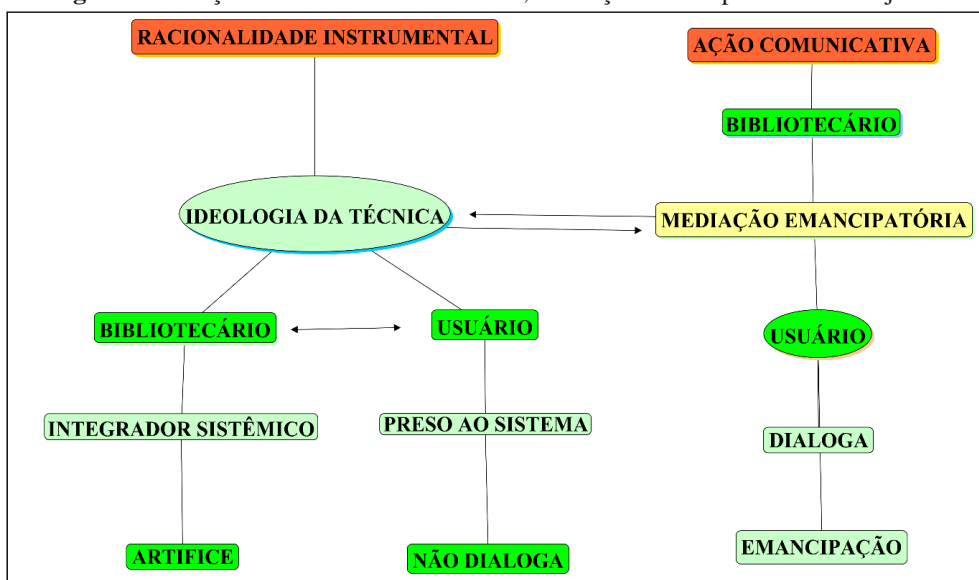 RACIONALIDADE INSTRUMENTAL
AÇÃO COMUNICATIVA
BIBLIOTECÁRIO
IDEOLOGIA DA TÉCNICA
MEDIAÇÃO EMANCIPATÓRIA
BIBLIOTECÁRIO
USUÁRIO
USUÁRIO
INTEGRADOR SISTÊMICO
PRESO AO SISTEMA
DIALOGA
ARTIFICE
NÃO DIALOGA
EMANCIPAÇÃO